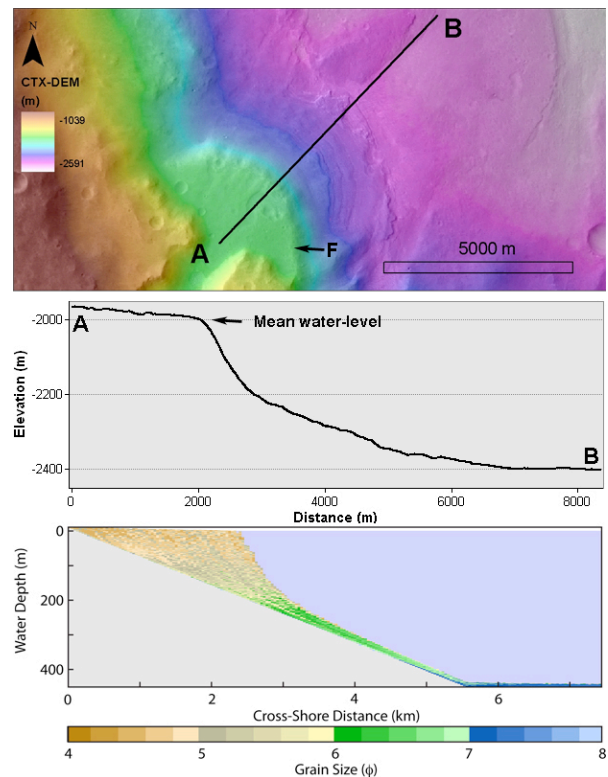 B
N
CTX-DEM
(m)
-1039
-2591
A
F
5000 m
-2000
A
Mean water-level
Elevation (m)
-2200
B
-2400
0
2000
4000
6000
8000
Distance (m)
0
Water Depth (m)
200
400
0
2
4
6
Cross-Shore Distance (km)
4
5
6
7
8
Grain Size (ϕ)